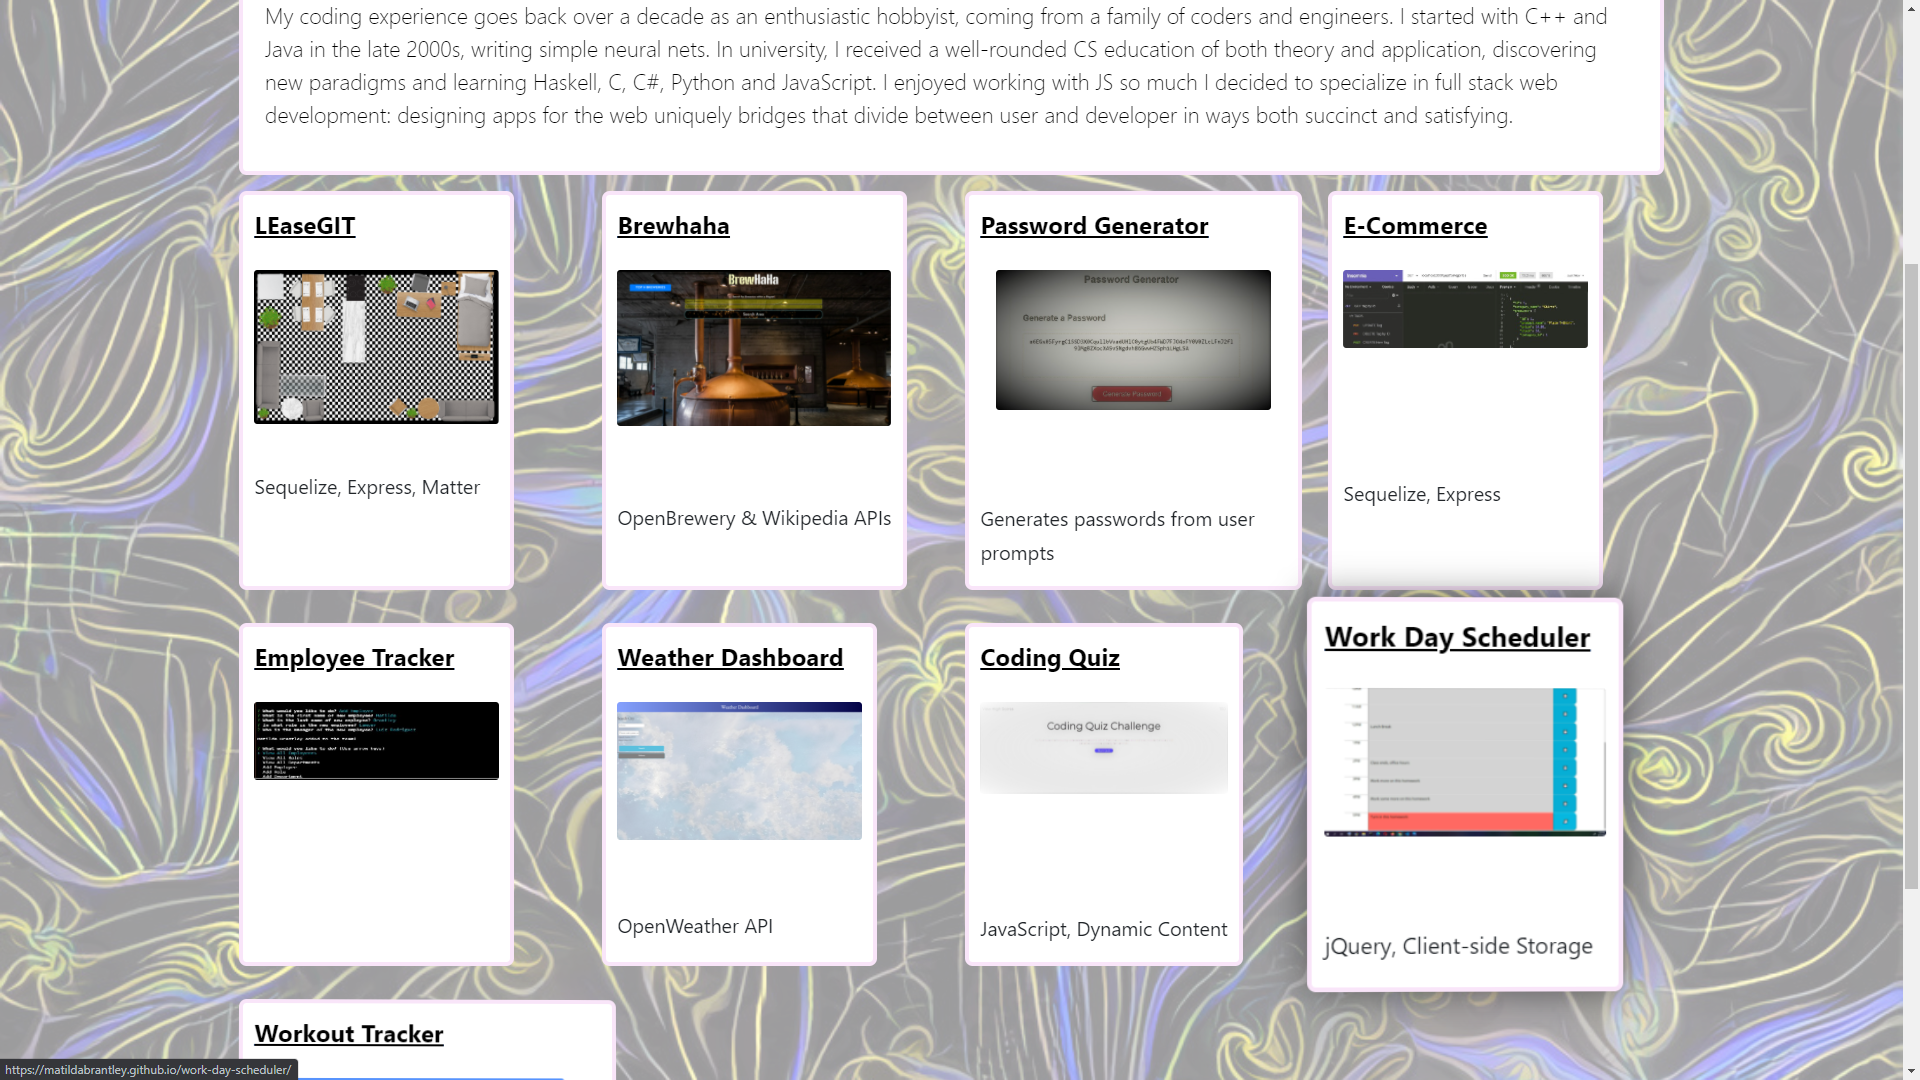 My coding experience goes back over a decade as an enthusiastic hobbyist, coming from a family of coders and engineers. I started with C++ and
Java in the late 2000s, writing simple neural nets. In university, I received a well-rounded CS education of both theory and application, discovering
new paradigms and learning Haskell, C, C#, Python and JavaScript. I enjoyed working with JS so much I decided to specialize in full stack web
development: designing apps for the web uniquely bridges that divide between user and developer in ways both succinct and satisfying.
LEaseGIT
Sequelize, Express, Matter
Brewhaha
BrewHaHa
OpenBrewery & Wikipedia APIs
Password Generator
Password Generator
Generate a Password
Generate Password
Generates passwords from user
prompts
E-Commerce
Sequelize, Express
Employee Tracker
Weather Dashboard
Weather Dashboard
OpenWeather API
Coding Quiz
Coding Quiz Challenge
JavaScript, Dynamic Content
Work Day Scheduler
jQuery, Client-side Storage
Workout Tracker
https://matildabrantley.github.io/work-day-scheduler/